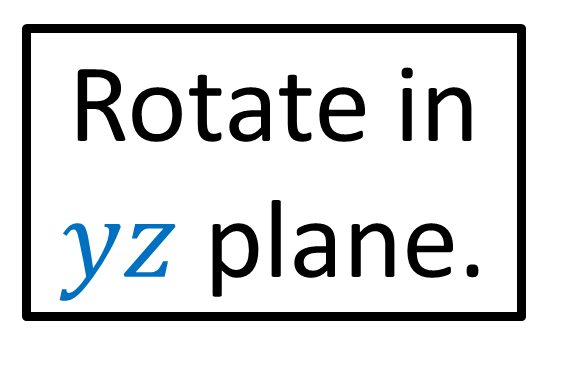 Rotate in
yz plane.